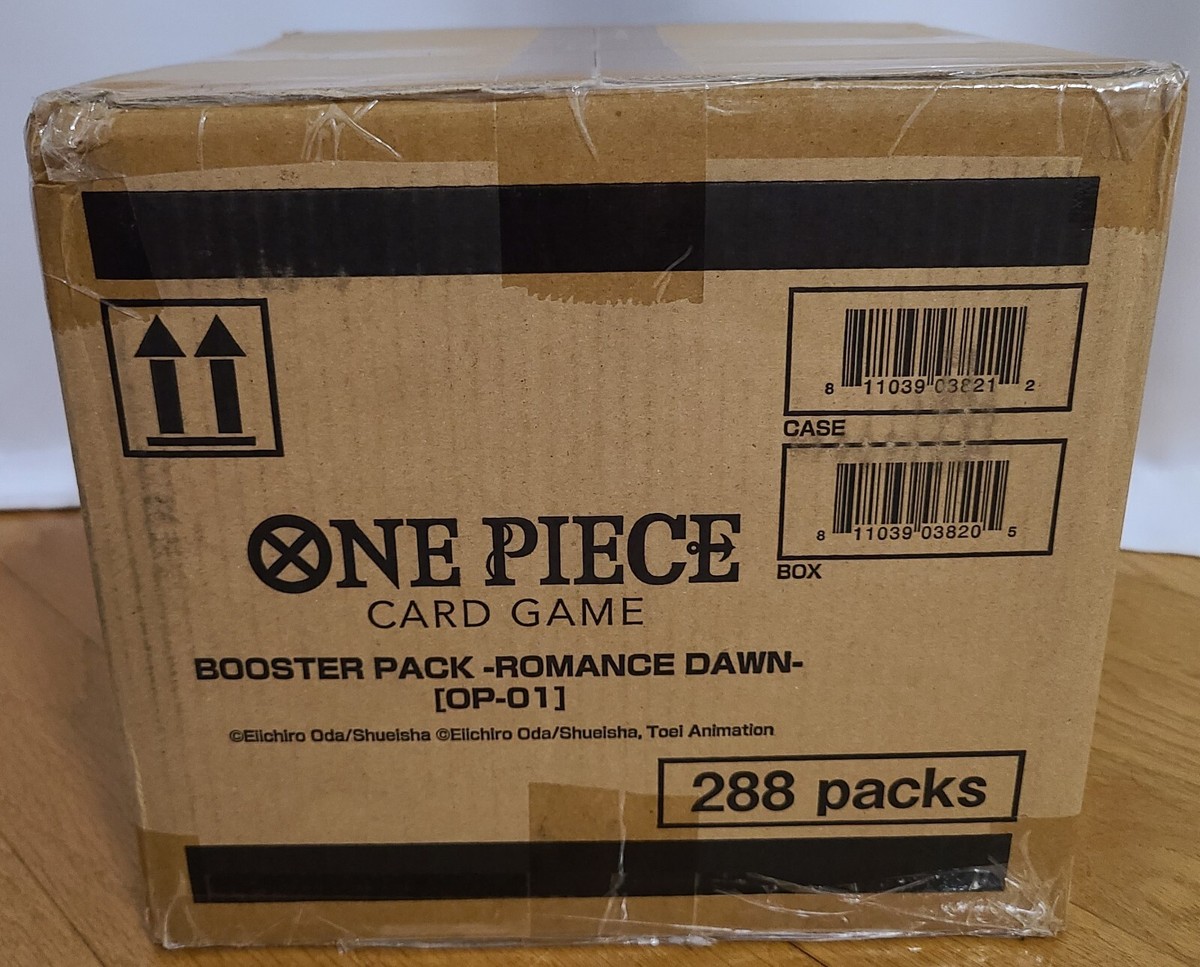 8 11039 03821 2
CASE
8 11039 03820 5
BOX
ONE PIECE
CARD GAME
BOOSTER PACK -ROMANCE DAWN-
[OP-01]
©Eiichiro Oda/Shueisha ©Eiichiro Oda/Shueisha, Toei Animation
288 packs